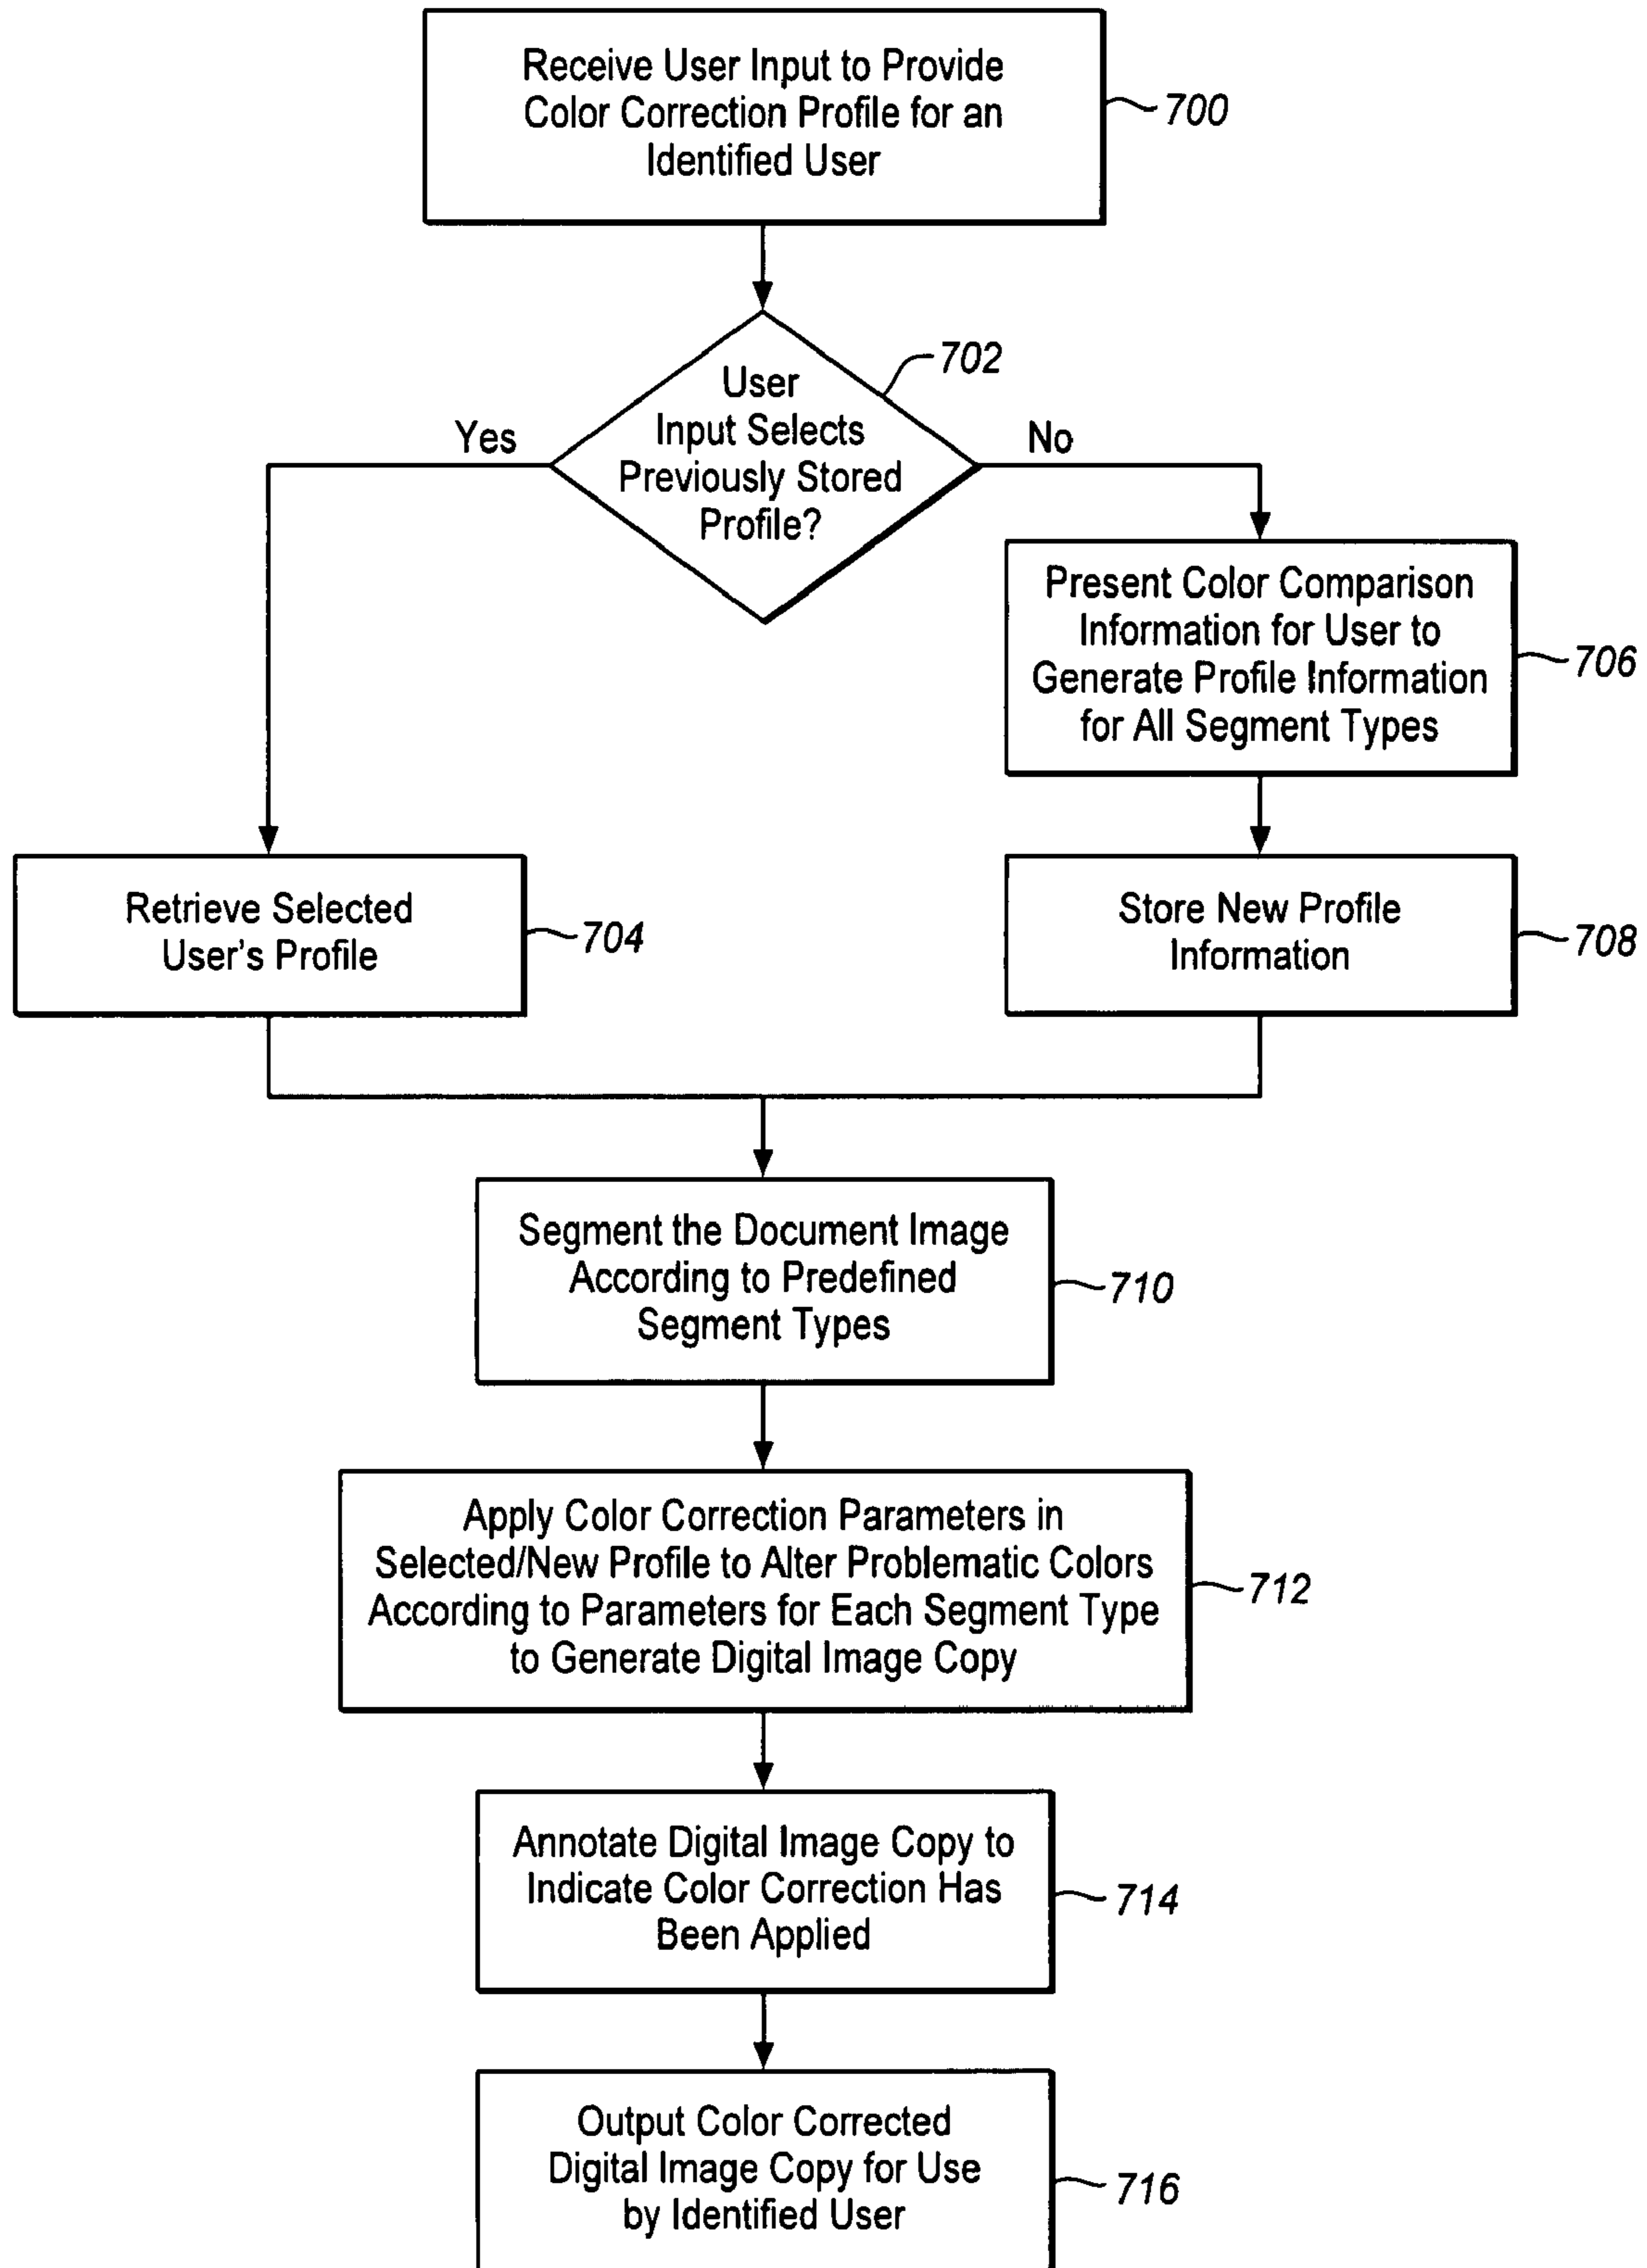 Receive User Input to Provide
Color Correction Profile for an
Identified User
700
702
User
Input Selects
Previously Stored
Profile?
Yes
No
Present Color Comparison
Information for User to
Generate Profile Information
for All Segment Types
706
Retrieve Selected
User's Profile
704
Store New Profile
Information
708
Segment the Document Image
According to Predefined
Segment Types
710
Apply Color Correction Parameters in
Selected/New Profile to Alter Problematic Colors
According to Parameters for Each Segment Type
to Generate Digital Image Copy
712
Annotate Digital Image Copy to
Indicate Color Correction Has
Been Applied
714
Output Color Corrected
Digital Image Copy for Use
by Identified User
716